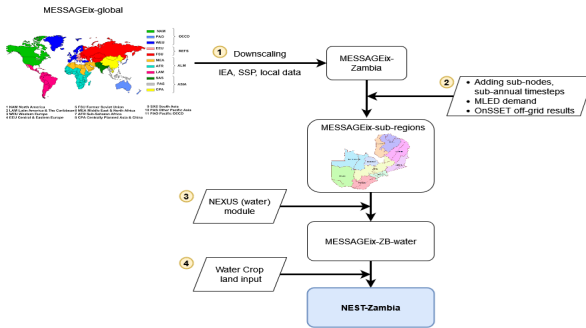 MESSAGEix-global
NAM
PAO
WEU
EEU
FSU
MEA
AFR
LAM
SAS
PAS
CPA
OECD
REFS
ALM
ASIA
1 NAM North America
2 LAM Latin America & The Caribbean
3 WEU Western Europe
4 EEU Central & Eastern Europe
5 FSU Former Soviet Union
6 MEA Middle East & North Africa
7 AFR Sub-Saharan Africa
8 CPA Centrally Planned Asia & China
9 SAS South Asia
10 PAS Other Pacific Asia
11 PAO Pacific OECD
1
Downscaling
IEA, SSP, local data
MESSAGEix-
Zambia
2
• Adding sub-nodes,
sub-annual timesteps
• MLED demand
• OnSSET off-grid results
MESSAGEix-sub-regions
3
NEXUS (water)
module
MESSAGEix-ZB-water
4
Water Crop
land input
NEST-Zambia